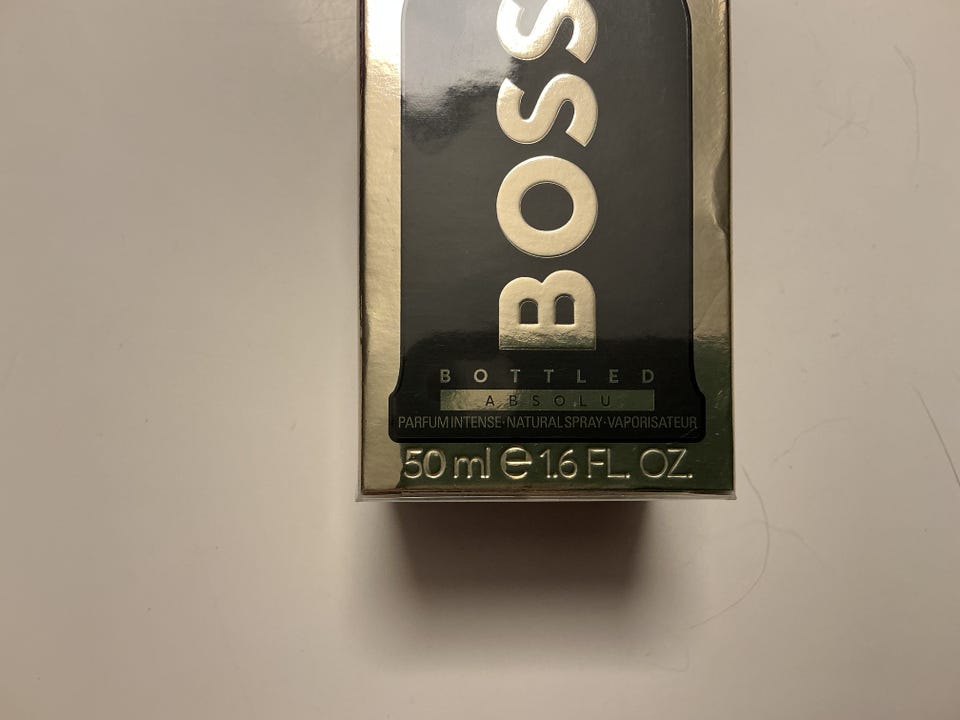 BOSS
BOTTLED
ABSOLU
PARFUM INTENSE·NATURAL SPRAY·VAPORISATEUR
50 ml ℮ 1.6 FL. OZ.